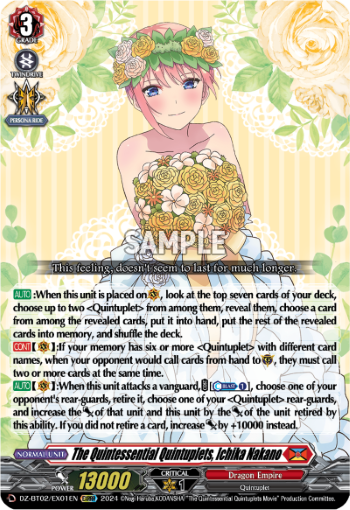 3
GRADE
TWINDRIVE
PERSONA RIDE
SAMPLE
This feeling, doesn't seem to last for much longer.
AUTO :When this unit is placed on , look at the top seven cards of your deck,
choose up to two <Quintuplet> from among them, reveal them, choose a card
from among the revealed cards, put it into hand, put the rest of the revealed
cards into memory, and shuffle the deck.
CONT【 】:If your memory has six or more <Quintuplet> with different card
names, when your opponent would call cards from hand to , they must call
two or more cards at the same time.
AUTO【 】:When this unit attacks a vanguard, [ ], choose one of your
opponent's rear-guards, retire it, choose one of your <Quintuplet> rear-guards,
and increase the of that unit and this unit by the of the unit retired by
this ability. If you did not retire a card, increase by +10000 instead.
NORMAL UNIT
The Quintessential Quintuplets, Ichika Nakano
POWER 13000
CRITICAL
1
Dragon Empire
Quintuplet
DZ-BT02/EX01EN
2024 ©Negi Haruba,KODANSHA/ "The Quintessential Quintuplets Movie" Production Committee.